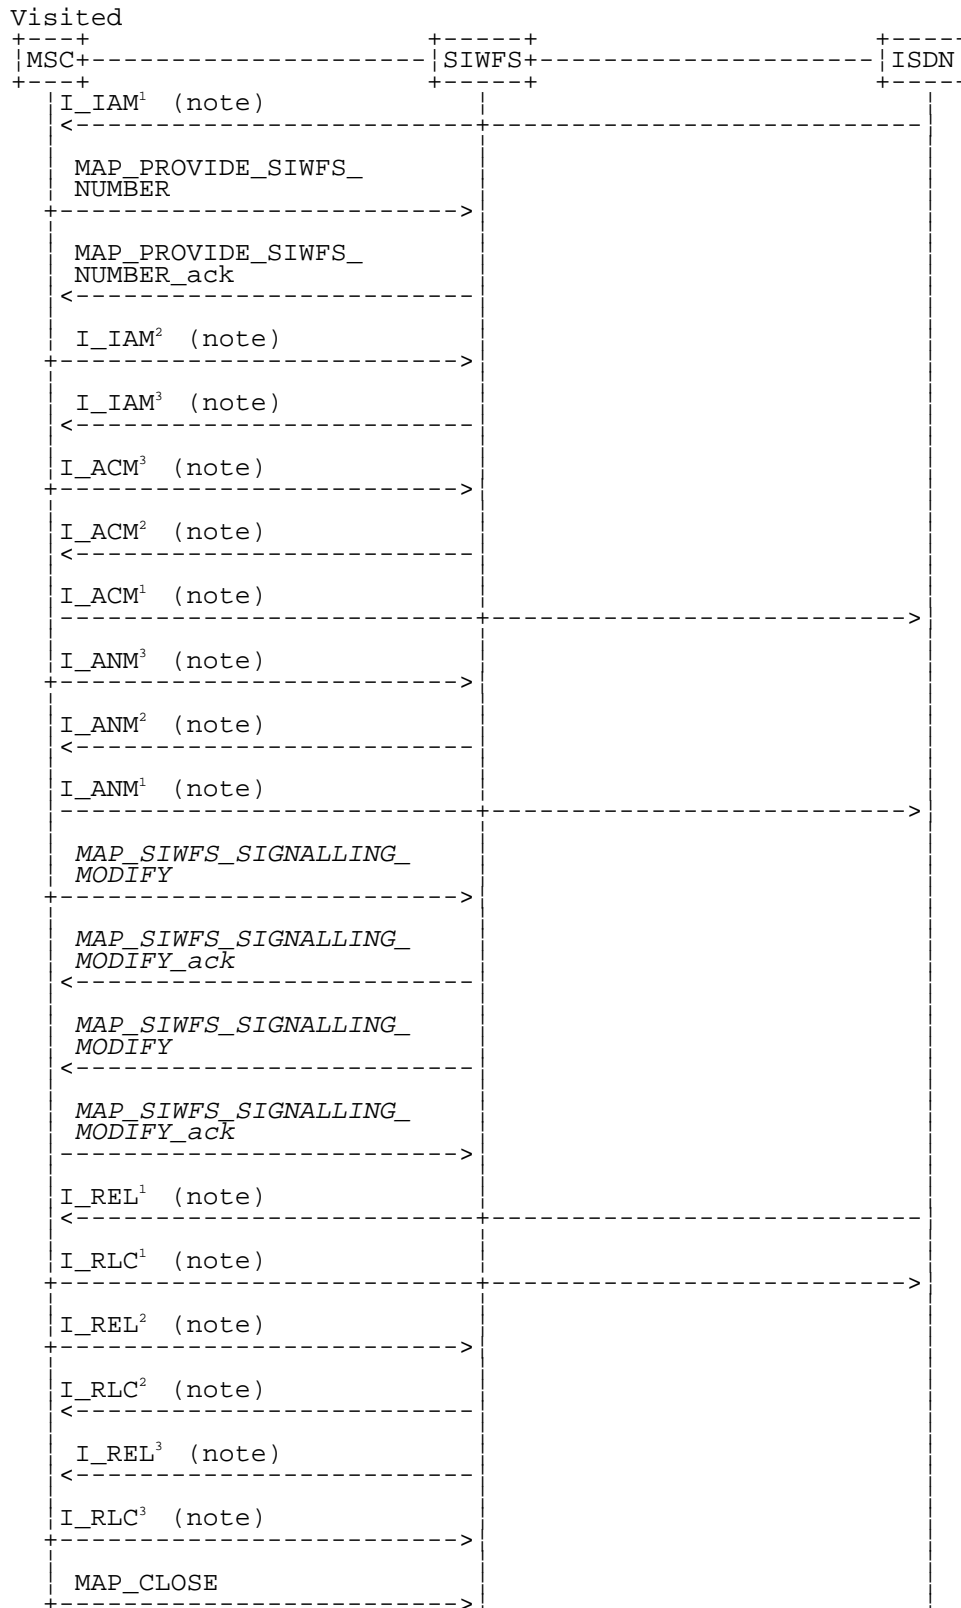 Visited
MSC SIWFS ISDN
I_IAM¹ (note)
MAP_PROVIDE_SIWFS_
NUMBER
MAP_PROVIDE_SIWFS_
NUMBER_ack
I_IAM² (note)
I_IAM³ (note)
I_ACM³ (note)
I_ACM² (note)
I_ACM¹ (note)
I_ANM³ (note)
I_ANM² (note)
I_ANM¹ (note)
MAP_SIWFS_SIGNALLING_
MODIFY
MAP_SIWFS_SIGNALLING_
MODIFY_ack
MAP_SIWFS_SIGNALLING_
MODIFY
MAP_SIWFS_SIGNALLING_
MODIFY_ack
I_REL¹ (note)
I_RLC¹ (note)
I_REL² (note)
I_RLC² (note)
I_REL³ (note)
I_RLC³ (note)
MAP_CLOSE